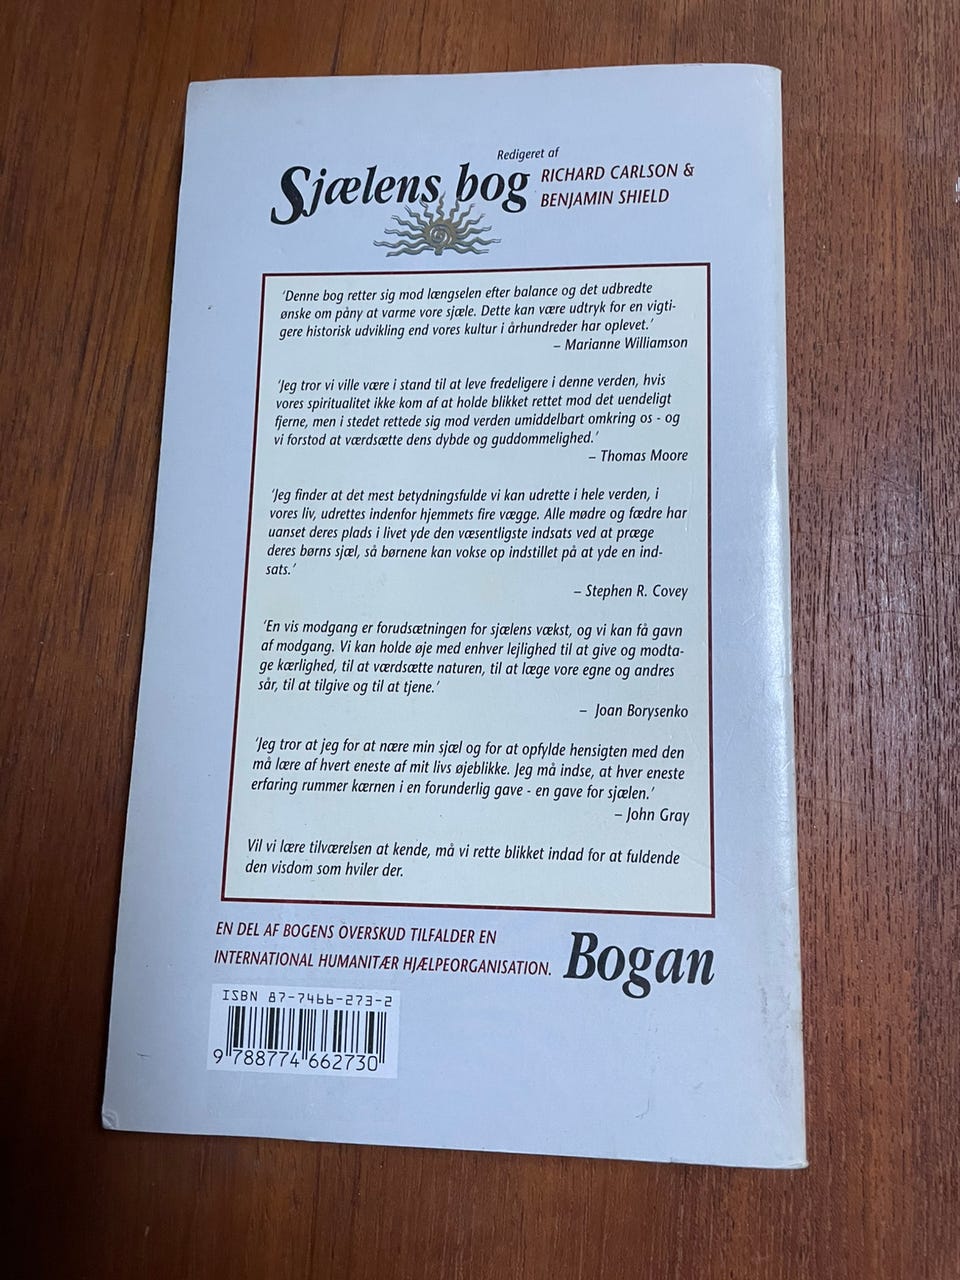 Redigeret af
Sjælens bog
RICHARD CARLSON &
BENJAMIN SHIELD
'Denne bog retter sig mod længselen efter balance og det udbredte
ønske om påny at varme vore sjæle. Dette kan være udtryk for en vigti-
gere historisk udvikling end vores kultur i århundreder har oplevet.'
– Marianne Williamson
'Jeg tror vi ville være i stand til at leve fredeligere i denne verden, hvis
vores spiritualitet ikke kom af at holde blikket rettet mod det uendeligt
fjerne, men i stedet rettede sig mod verden umiddelbart omkring os - og
vi forstod at værdsætte dens dybde og guddommelighed.'
– Thomas Moore
'Jeg finder at det mest betydningsfulde vi kan udrette i hele verden, i
vores liv, udrettes indenfor hjemmets fire vægge. Alle mødre og fædre har
uanset deres plads i livet yde den væsentligste indsats ved at præge
deres børns sjæl, så børnene kan vokse op indstillet på at yde en ind-
sats.'
– Stephen R. Covey
'En vis modgang er forudsætningen for sjælens vækst, og vi kan få gavn
af modgang. Vi kan holde øje med enhver lejlighed til at give og modta-
ge kærlighed, til at værdsætte naturen, til at læge vore egne og andres
sår, til at tilgive og til at tjene.'
– Joan Borysenko
'Jeg tror at jeg for at nære min sjæl og for at opfylde hensigten med den
må lære af hvert eneste af mit livs øjeblikke. Jeg må indse, at hver eneste
erfaring rummer kærnen i en forunderlig gave - en gave for sjælen.'
– John Gray
Vil vi lære tilværelsen at kende, må vi rette blikket indad for at fuldende
den visdom som hviler der.
EN DEL AF BOGENS OVERSKUD TILFALDER EN
INTERNATIONAL HUMANITÆR HJÆLPEORGANISATION.
Bogan
ISBN 87-7466-273-2
9 788774 662730